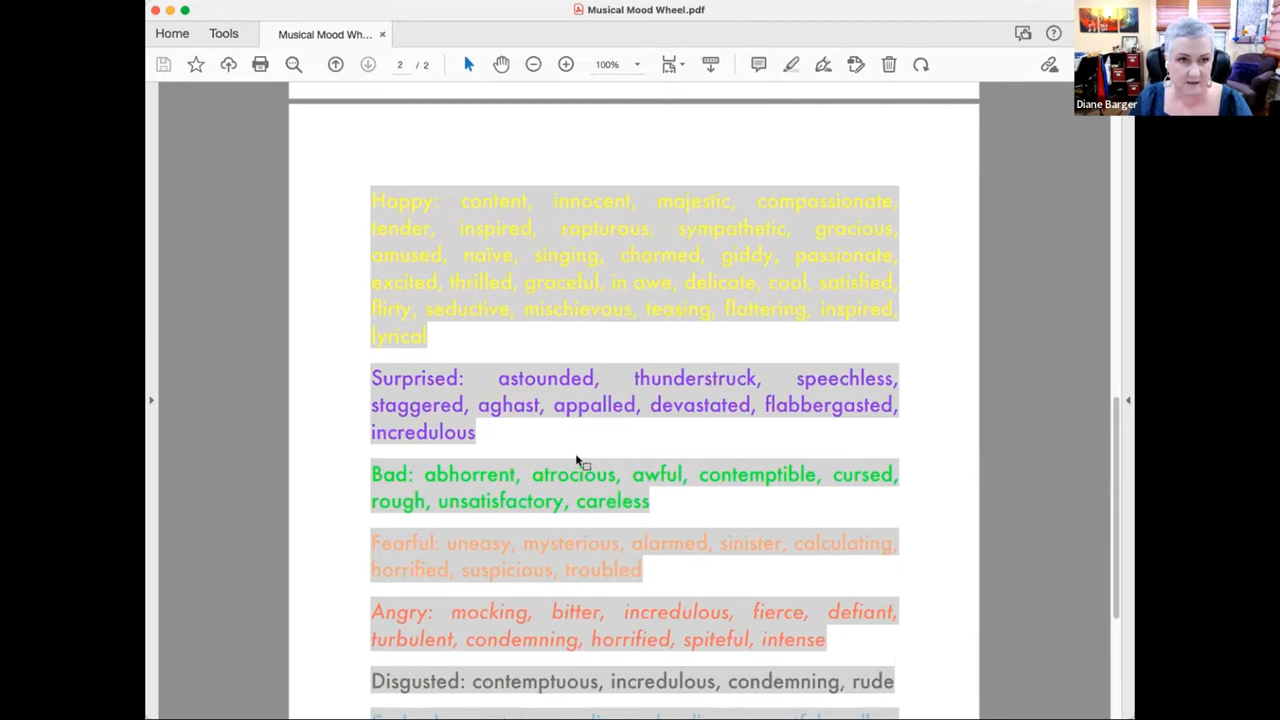 Musical Mood Wheel.pdf
Home Tools Musical Mood Wh... ×
2 / 2 100%
Diane Barger
Happy: content, innocent, majestic, compassionate,
tender, inspired, rapturous, sympathetic, gracious,
amused, naïve, singing, charmed, giddy, passionate,
excited, thrilled, graceful, in awe, delicate, cool, satisfied,
flirty, seductive, mischievous, teasing, flattering, inspired,
lyrical
Surprised: astounded, thunderstruck, speechless,
staggered, aghast, appalled, devastated, flabbergasted,
incredulous
Bad: abhorrent, atrocious, awful, contemptible, cursed,
rough, unsatisfactory, careless
Fearful: uneasy, mysterious, alarmed, sinister, calculating,
horrified, suspicious, troubled
Angry: mocking, bitter, incredulous, fierce, defiant,
turbulent, condemning, horrified, spiteful, intense
Disgusted: contemptuous, incredulous, condemning, rude